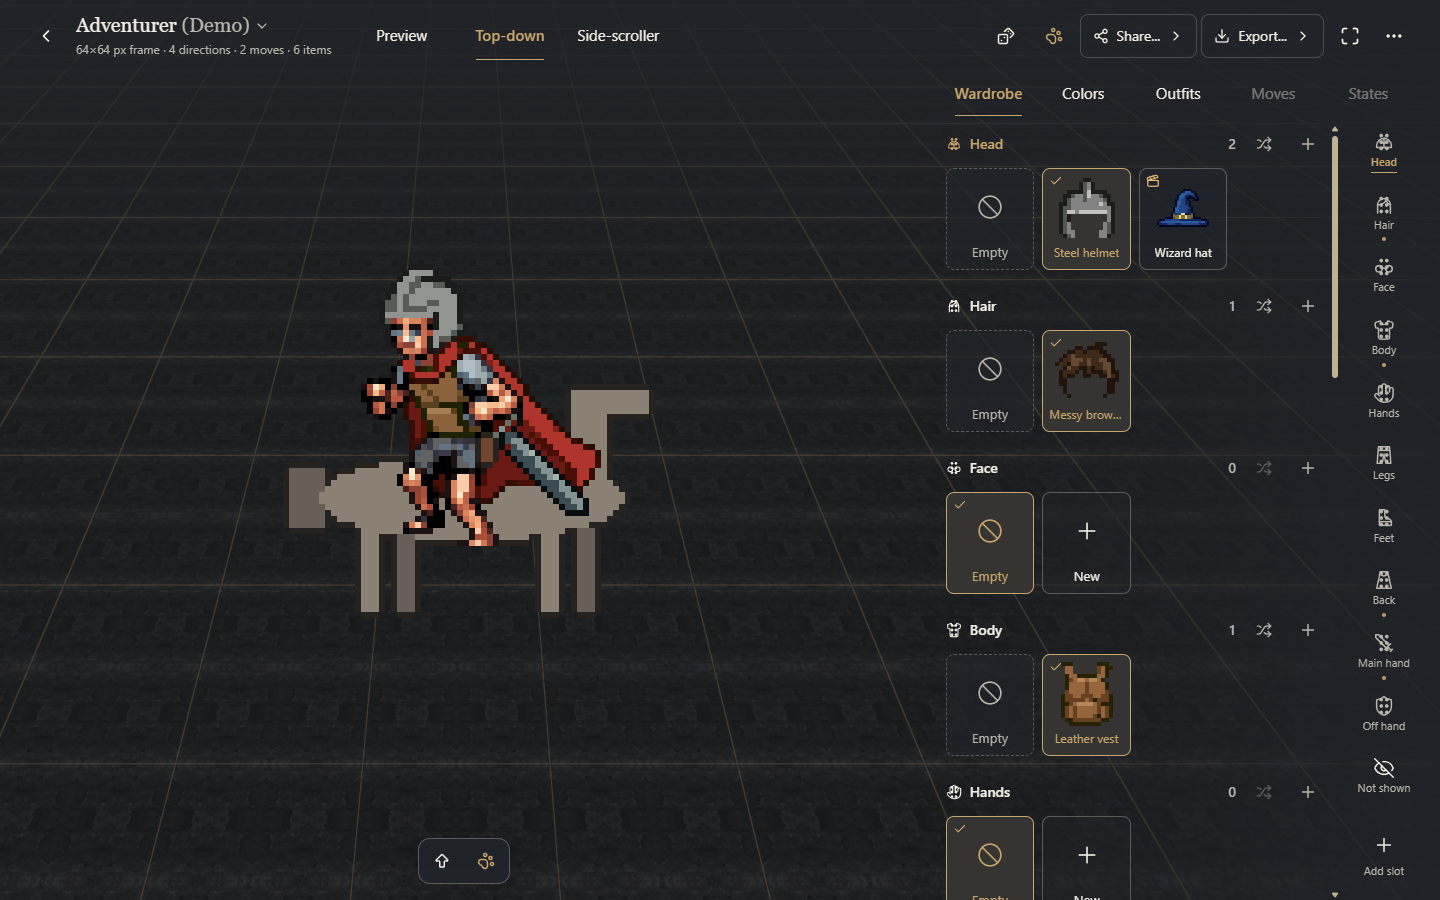 Adventurer (Demo)
64×64 px frame · 4 directions · 2 moves · 6 items
Preview
Top-down
Side-scroller
Share...
Export...
Wardrobe
Colors
Outfits
Moves
States
Head
2
Empty
Steel helmet
Wizard hat
Hair
1
Empty
Messy brow...
Face
0
Empty
New
Body
1
Empty
Leather vest
Hands
0
Empty
New
Head
Hair
Face
Body
Hands
Legs
Feet
Back
Main hand
Off hand
Not shown
Add slot